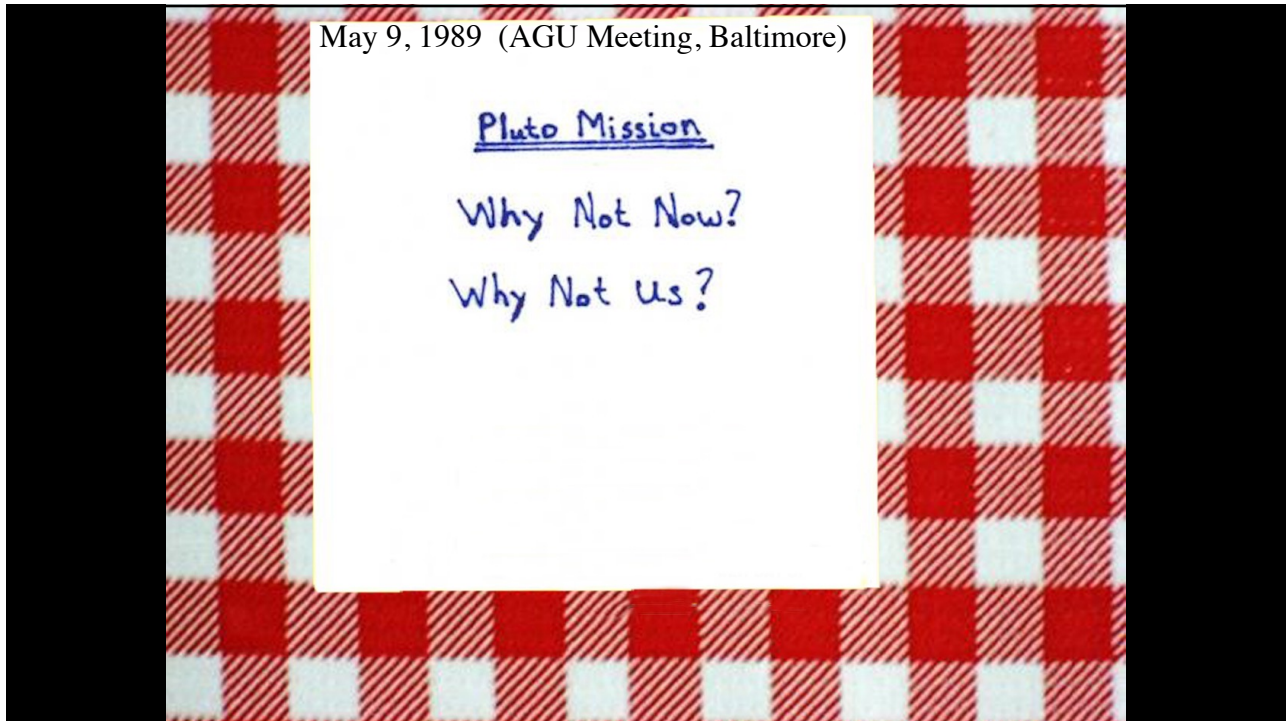 May 9, 1989 (AGU Meeting, Baltimore)
Pluto Mission
Why Not Now?
Why Not Us?